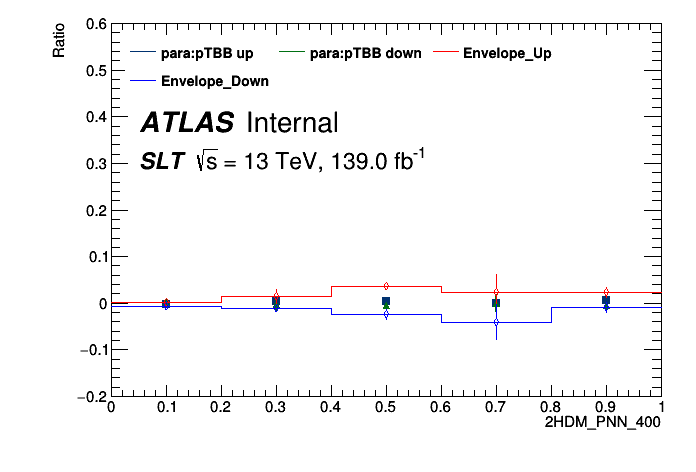 Ratio
0.6
0.5
0.4
0.3
0.2
0.1
0
−0.1
−0.2
para:pTBB up para:pTBB down Envelope_Up
Envelope_Down
ATLAS Internal
SLT √s = 13 TeV, 139.0 fb-1
0 0.1 0.2 0.3 0.4 0.5 0.6 0.7 0.8 0.9 1
2HDM_PNN_400